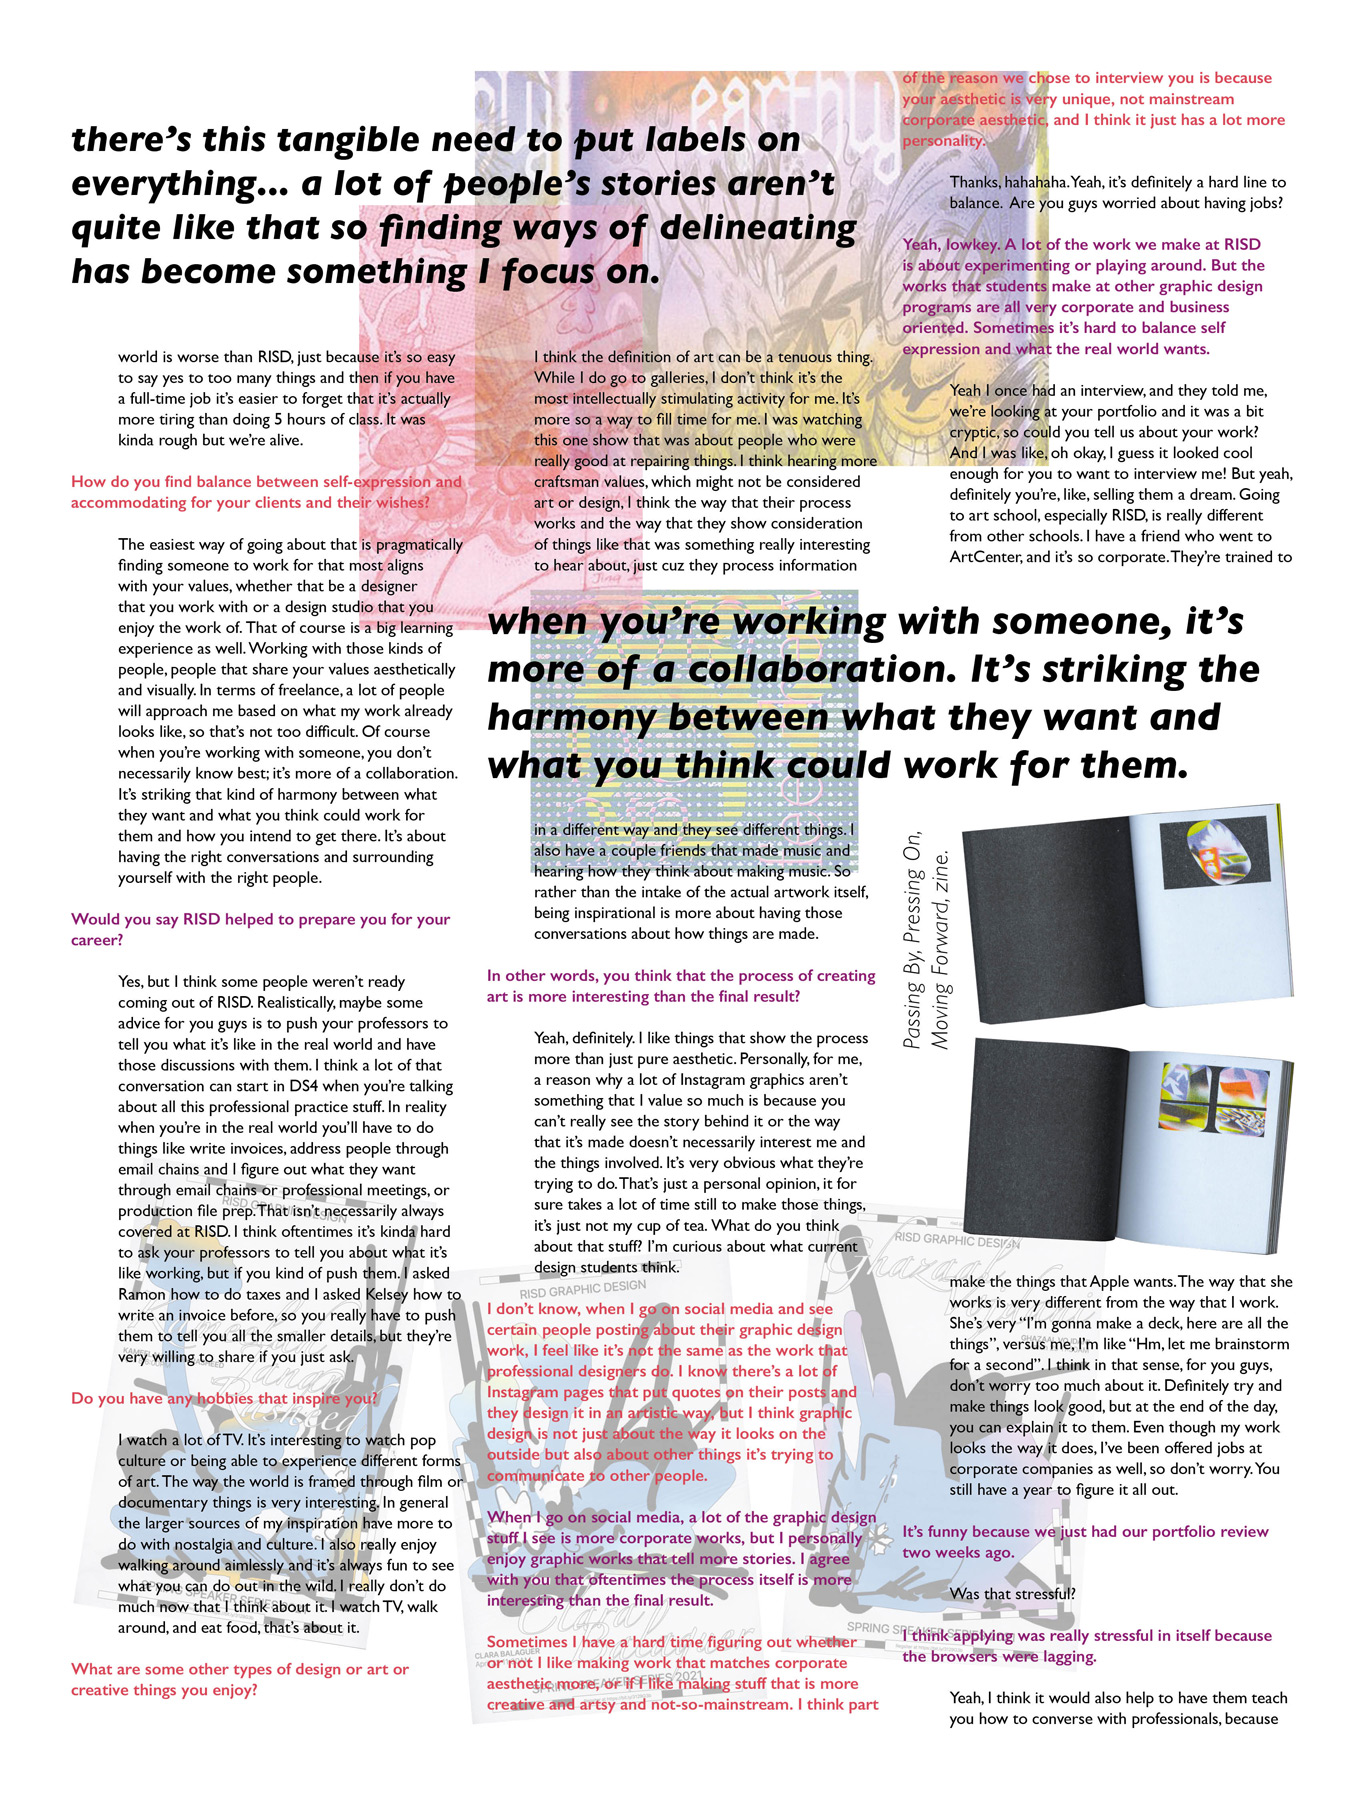 there's this tangible need to put labels on
everything... a lot of people's stories aren't
quite like that so finding ways of delineating
has become something I focus on.
world is worse than RISD, just because it's so easy
to say yes to too many things and then if you have
a full-time job it's easier to forget that it's actually
more tiring than doing 5 hours of class. It was
kinda rough but we're alive.
How do you find balance between self-expression and
accommodating for your clients and their wishes?
The easiest way of going about that is pragmatically
finding someone to work for that most aligns
with your values, whether that be a designer
that you work with or a design studio that you
enjoy the work of. That of course is a big learning
experience as well. Working with those kinds of
people, people that share your values aesthetically
and visually. In terms of freelance, a lot of people
will approach me based on what my work already
looks like, so that's not too difficult. Of course
when you're working with someone, you don't
necessarily know best; it's more of a collaboration.
It's striking that kind of harmony between what
they want and what you think could work for
them and how you intend to get there. It's about
having the right conversations and surrounding
yourself with the right people.
Would you say RISD helped to prepare you for your
career?
Yes, but I think some people weren't ready
coming out of RISD. Realistically, maybe some
advice for you guys is to push your professors to
tell you what it's like in the real world and have
those discussions with them. I think a lot of that
conversation can start in DS4 when you're talking
about all this professional practice stuff. In reality
when you're in the real world you'll have to do
things like write invoices, address people through
email chains and I figure out what they want
through email chains or professional meetings, or
production file prep. That isn't necessarily always
covered at RISD. I think oftentimes it's kinda hard
to ask your professors to tell you about what it's
like working, but if you kind of push them. I asked
Ramon how to do taxes and I asked Kelsey how to
write an invoice before, so you really have to push
them to tell you all the smaller details, but they're
very willing to share if you just ask.
Do you have any hobbies that inspire you?
I watch a lot of TV. It's interesting to watch pop
culture or being able to experience different forms
of art. The way the world is framed through film or
documentary things is very interesting. In general
the larger sources of my inspiration have more to
do with nostalgia and culture. I also really enjoy
walking around aimlessly and it's always fun to see
what you can do out in the wild. I really don't do
much now that I think about it. I watch TV, walk
around, and eat food, that's about it.
What are some other types of design or art or
creative things you enjoy?
I think the definition of art can be a tenuous thing.
While I do go to galleries, I don't think it's the
most intellectually stimulating activity for me. It's
more so a way to fill time for me. I was watching
this one show that was about people who were
really good at repairing things. I think hearing more
craftsman values, which might not be considered
art or design, I think the way that their process
works and the way that they show consideration
of things like that was something really interesting
to hear about, just cuz they process information
when you're working with someone, it's
more of a collaboration. It's striking the
harmony between what they want and
what you think could work for them.
in a different way and they see different things. I
also have a couple friends that made music and
hearing how they think about making music. So
rather than the intake of the actual artwork itself,
being inspirational is more about having those
conversations about how things are made.
In other words, you think that the process of creating
art is more interesting than the final result?
Yeah, definitely. I like things that show the process
more than just pure aesthetic. Personally, for me,
a reason why a lot of Instagram graphics aren't
something that I value so much is because you
can't really see the story behind it or the way
that it's made doesn't necessarily interest me and
the things involved. It's very obvious what they're
trying to do. That's just a personal opinion, it for
sure takes a lot of time still to make those things,
it's just not my cup of tea. What do you think
about that stuff? I'm curious about what current
design students think.
I don't know, when I go on social media and see
certain people posting about their graphic design
work, I feel like it's not the same as the work that
professional designers do. I know there's a lot of
Instagram pages that put quotes on their posts and
they design it in an artistic way, but I think graphic
design is not just about the way it looks on the
outside but also about other things it's trying to
communicate to other people.
When I go on social media, a lot of the graphic design
stuff I see is more corporate works, but I personally
enjoy graphic works that tell more stories. I agree
with you that oftentimes the process itself is more
interesting than the final result.
Sometimes I have a hard time figuring out whether
or not I like making work that matches corporate
aesthetic more, or if I like making stuff that is more
creative and artsy and not-so-mainstream. I think part
of the reason we chose to interview you is because
your aesthetic is very unique, not mainstream
corporate aesthetic, and I think it just has a lot more
personality.
Thanks, hahahaha. Yeah, it's definitely a hard line to
balance. Are you guys worried about having jobs?
Yeah, lowkey. A lot of the work we make at RISD
is about experimenting or playing around. But the
works that students make at other graphic design
programs are all very corporate and business
oriented. Sometimes it's hard to balance self
expression and what the real world wants.
Yeah I once had an interview, and they told me,
we're looking at your portfolio and it was a bit
cryptic, so could you tell us about your work?
And I was like, oh okay, I guess it looked cool
enough for you to want to interview me! But yeah,
definitely you're, like, selling them a dream. Going
to art school, especially RISD, is really different
from other schools. I have a friend who went to
ArtCenter, and it's so corporate. They're trained to
Passing By, Pressing On,
Moving Forward, zine.
make the things that Apple wants. The way that she
works is very different from the way that I work.
She's very "I'm gonna make a deck, here are all the
things", versus me, I'm like "Hm, let me brainstorm
for a second". I think in that sense, for you guys,
don't worry too much about it. Definitely try and
make things look good, but at the end of the day,
you can explain it to them. Even though my work
looks the way it does, I've been offered jobs at
corporate companies as well, so don't worry. You
still have a year to figure it all out.
It's funny because we just had our portfolio review
two weeks ago.
Was that stressful?
I think applying was really stressful in itself because
the browsers were lagging.
Yeah, I think it would also help to have them teach
you how to converse with professionals, because
earthy
RISD GRAPHIC DESIGN
RISD GRAPHIC DESIGN
Clara
Balaguer
CLARA BALAGUER
SPRING SPEAKER SERIES 2021
RISD GRAPHIC DESIGN
Ghazaal
SPRING SPEAKER SERIES